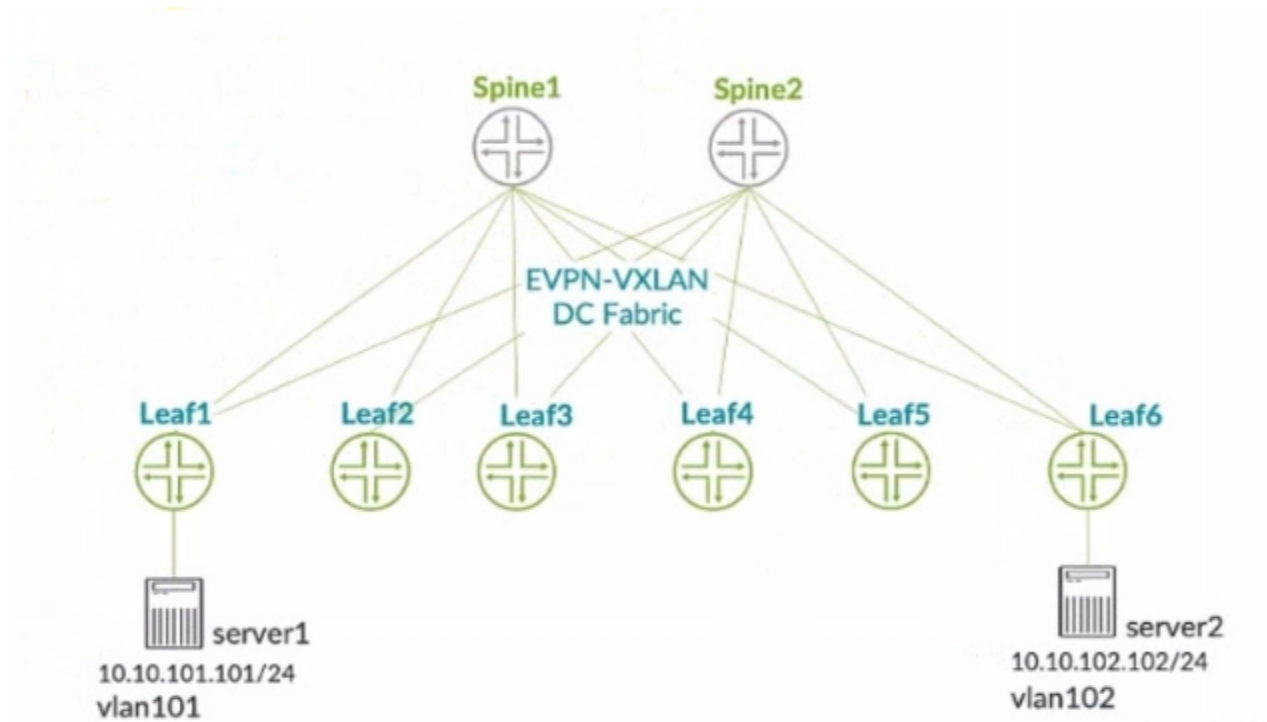 Spine1
Spine2
EVPN-VXLAN
DC Fabric
Leaf1
Leaf2
Leaf3
Leaf4
Leaf5
Leaf6
server1
10.10.101.101/24
vlan101
server2
10.10.102.102/24
vlan102